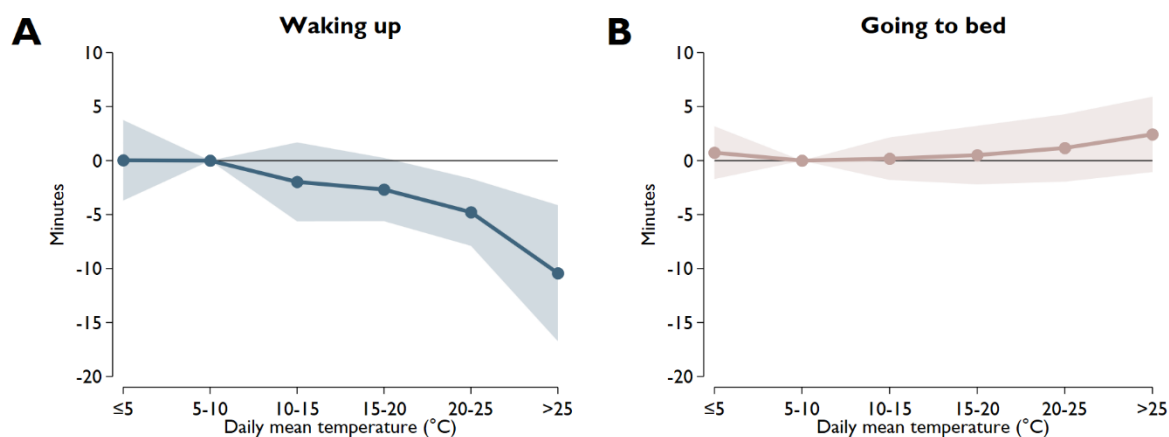 A
Waking up
10
5
0
-5
-10
-15
-20
Minutes
≤5 5-10 10-15 15-20 20-25 >25
Daily mean temperature (°C)
B
Going to bed
10
5
0
-5
-10
-15
-20
Minutes
≤5 5-10 10-15 15-20 20-25 >25
Daily mean temperature (°C)